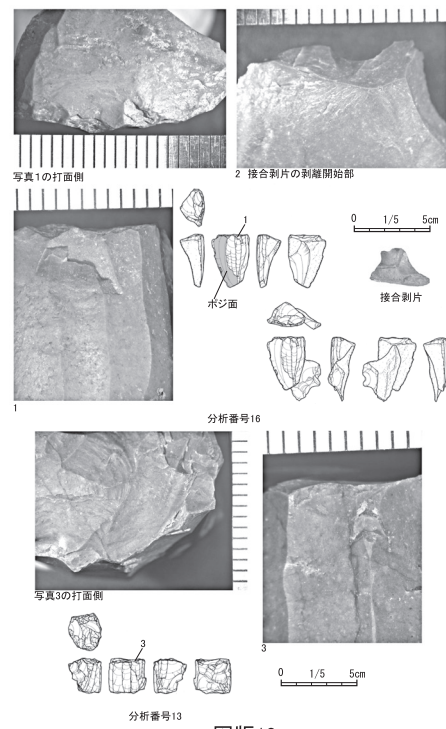 写真1の打面側
2 接合剥片の剥離開始部
1
0 1/5 5cm
ポジ面
接合剥片
1
分析番号16
写真3の打面側
3
3
0 1/5 5cm
分析番号13